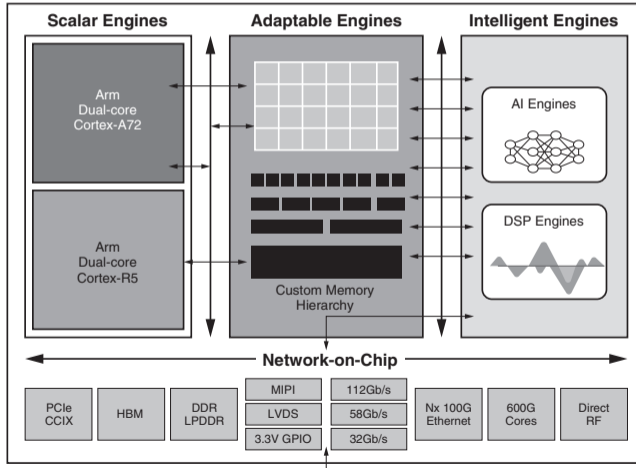 Scalar Engines
Adaptable Engines
Intelligent Engines
Arm
Dual-core
Cortex-A72
Arm
Dual-core
Cortex-R5
Custom Memory
Hierarchy
AI Engines
DSP Engines
Network-on-Chip
PCIe
CCIX
HBM
DDR
LPDDR
MIPI
LVDS
3.3V GPIO
112Gb/s
58Gb/s
32Gb/s
Nx 100G
Ethernet
600G
Cores
Direct
RF